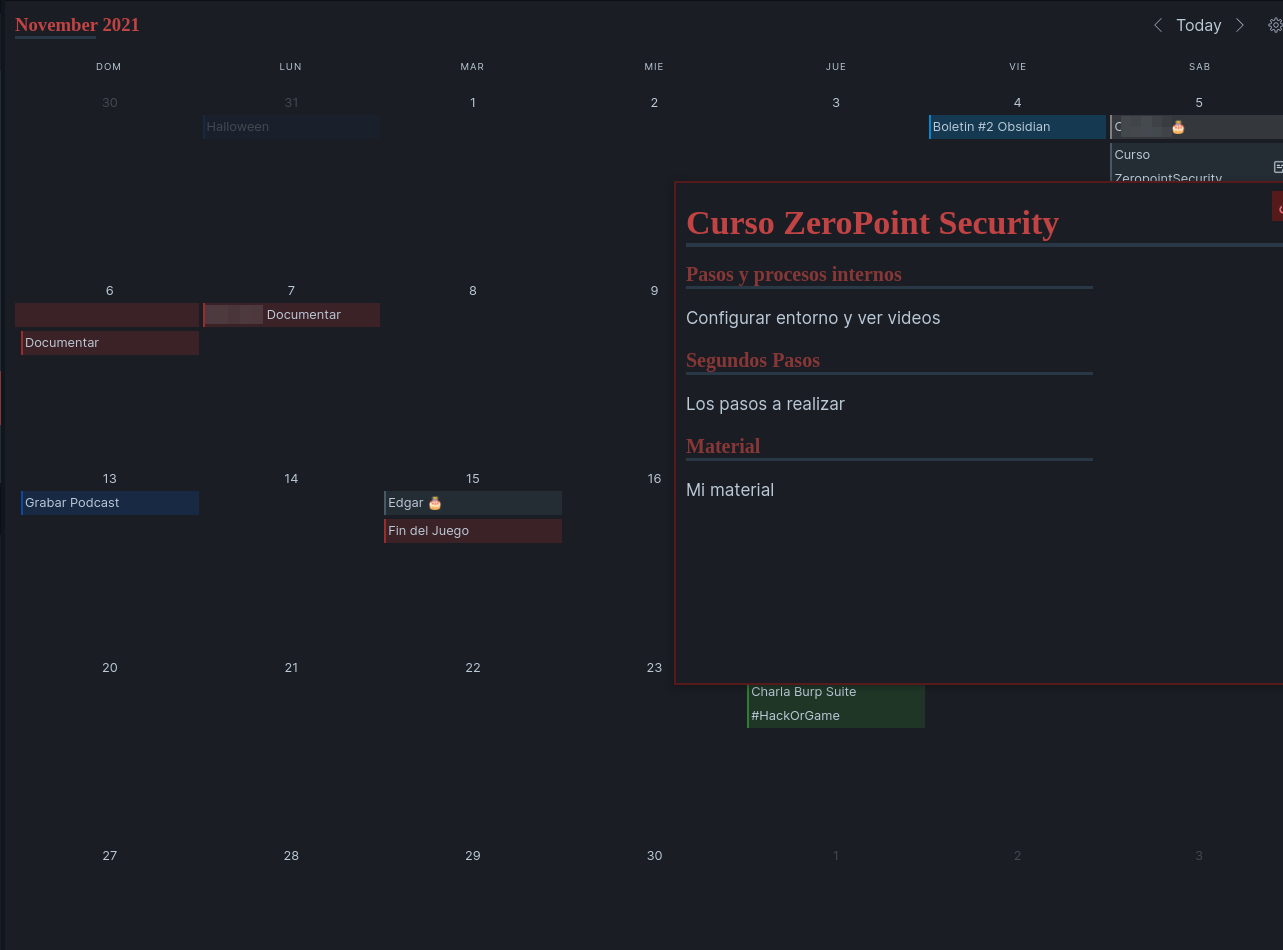 November 2021
Today
DOM LUN MAR MIE JUE VIE SAB
30 31 1 2 3 4 5
Halloween
Boletin #2 Obsidian
Curso
ZeropointSecurity
Curso ZeroPoint Security
Pasos y procesos internos
Configurar entorno y ver videos
Segundos Pasos
Los pasos a realizar
Material
Mi material
6 7 8 9
Documentar
Documentar
13 14 15 16
Grabar Podcast
Edgar 🎂
Fin del Juego
20 21 22 23
Charla Burp Suite
#HackOrGame
27 28 29 30 1 2 3